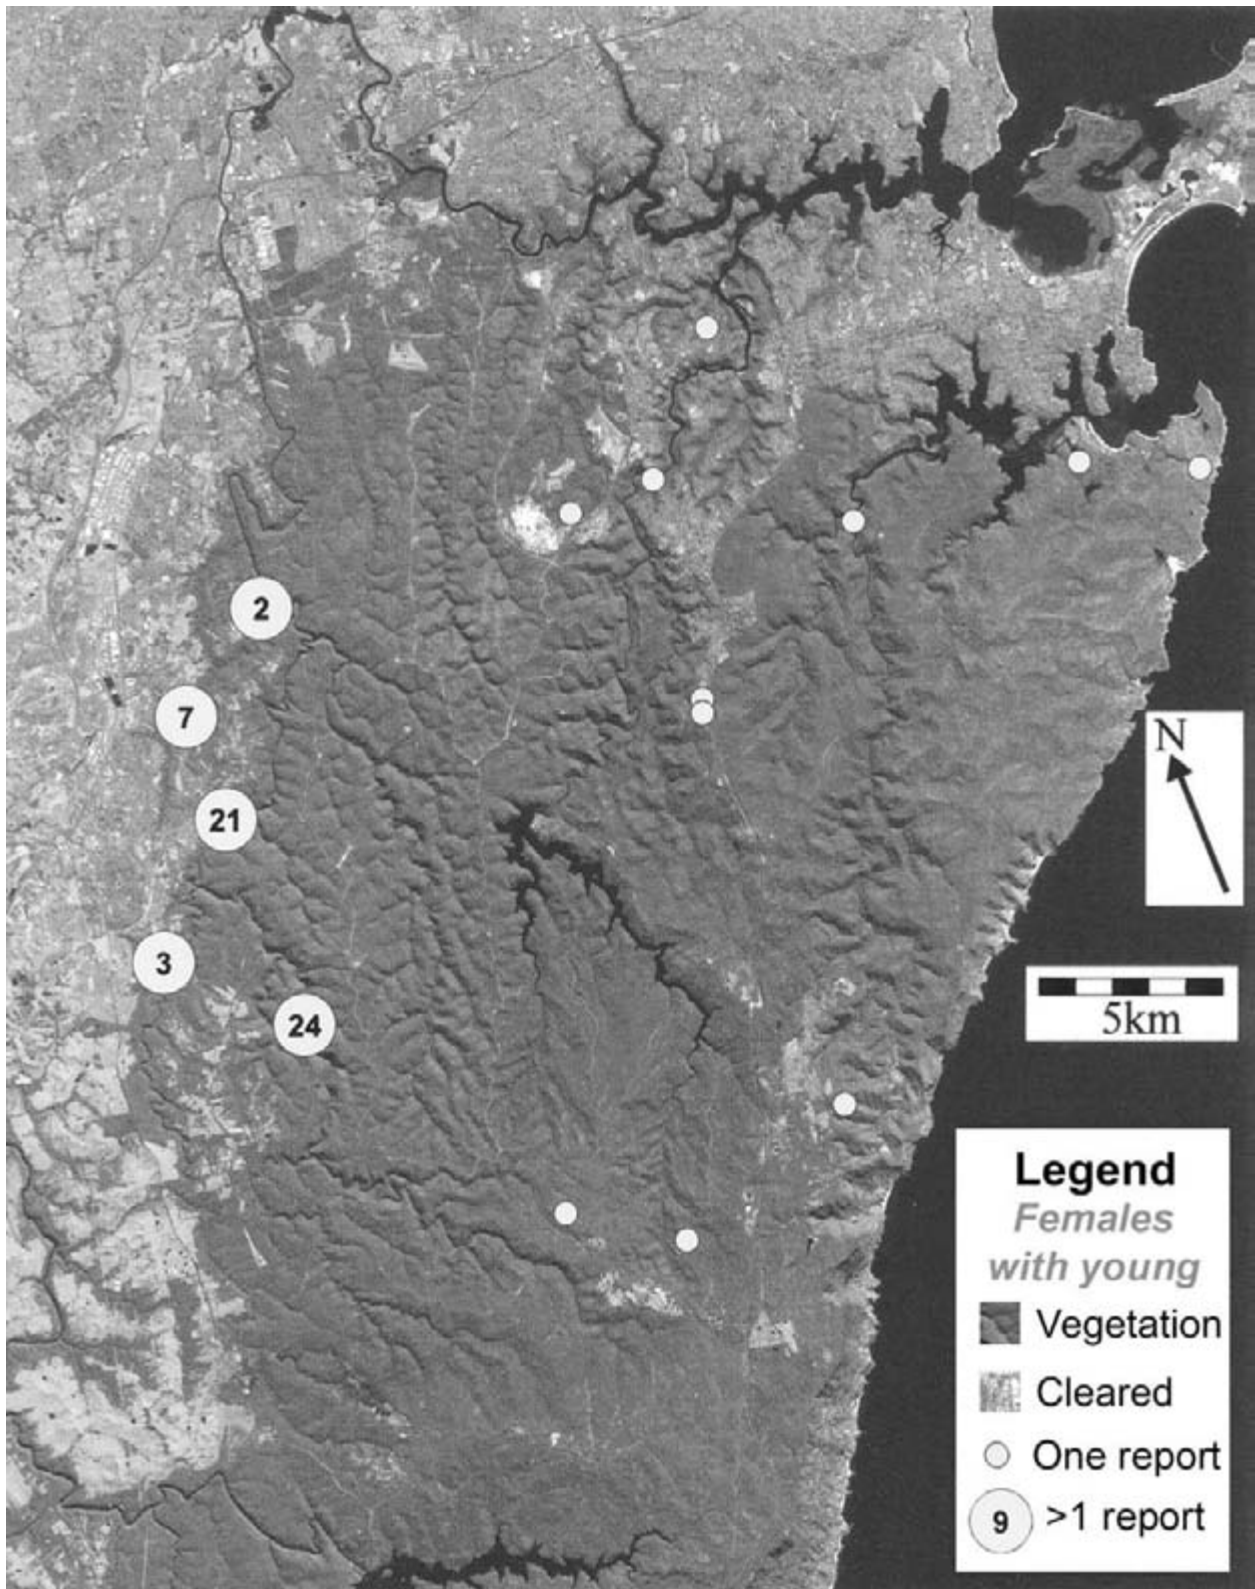 2
7
21
3
24
N
5km
Legend
Females
with young
Vegetation
Cleared
One report
9 >1 report